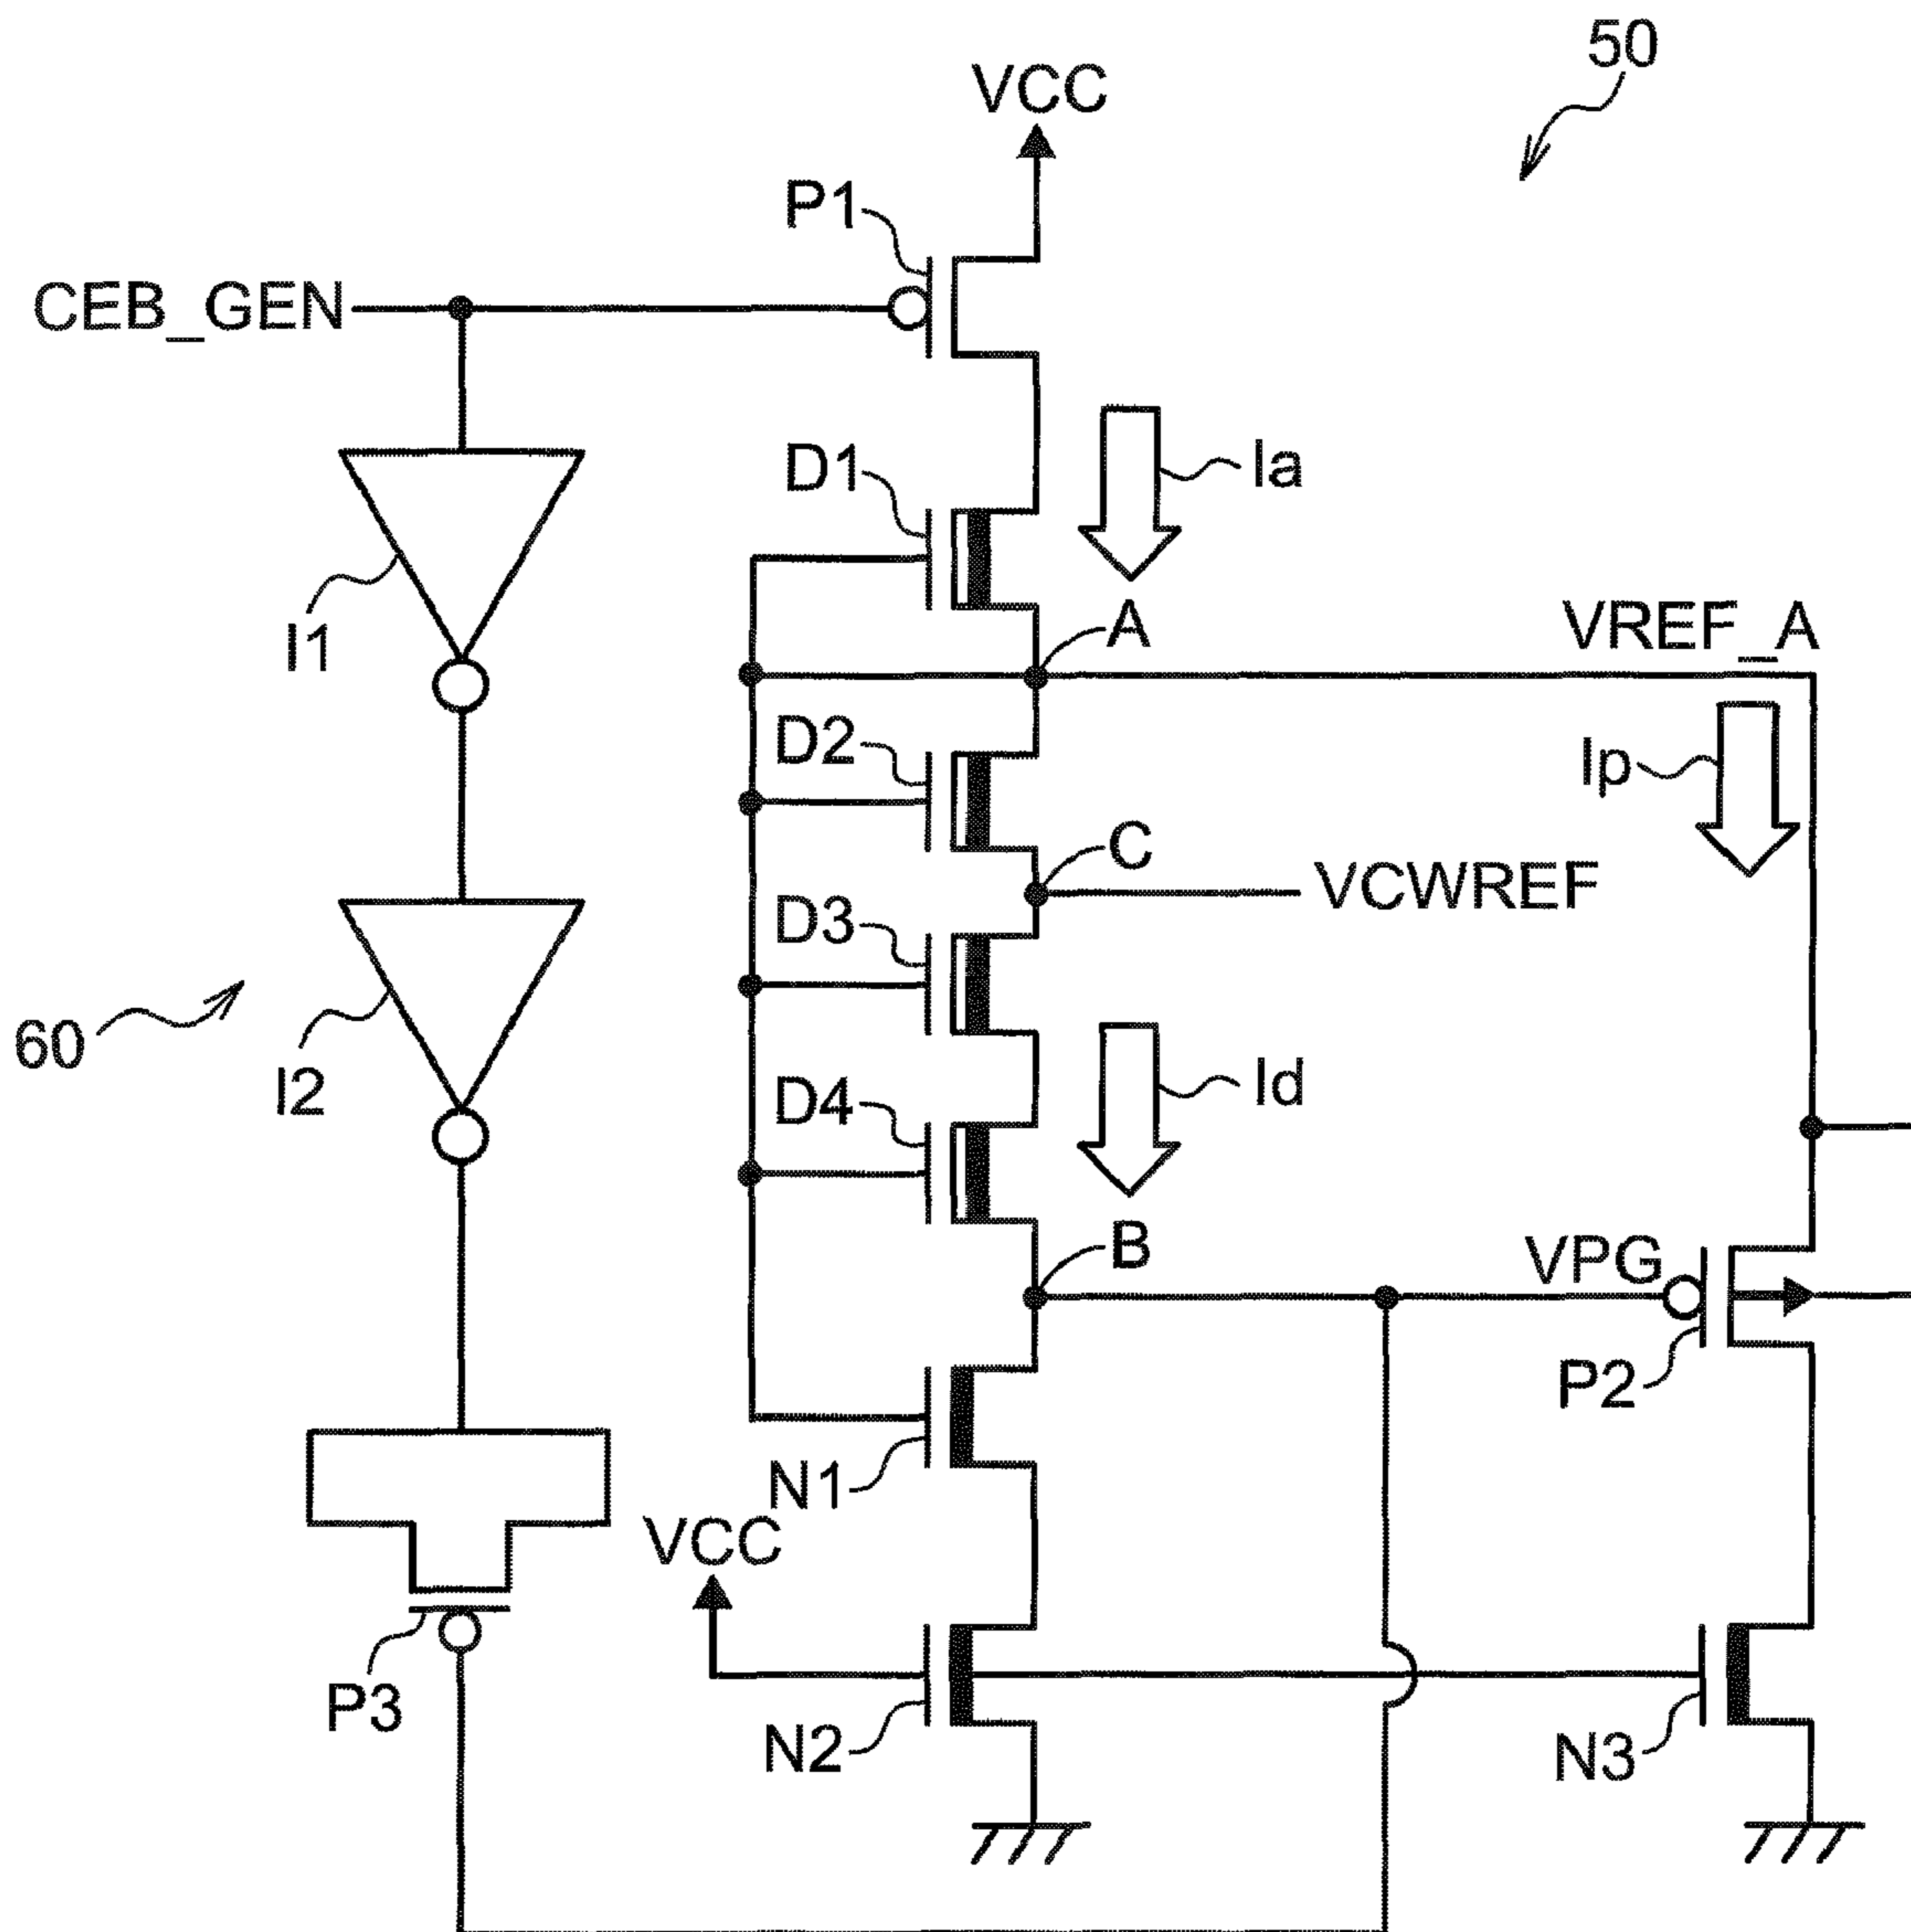 50
VCC
P1
CEB_GEN
D1
Ia
I1
A
VREF_A
D2
Ip
C
VCWREF
D3
60
I2
D4
Id
B
VPG
P2
N1
VCC
P3
N2
N3